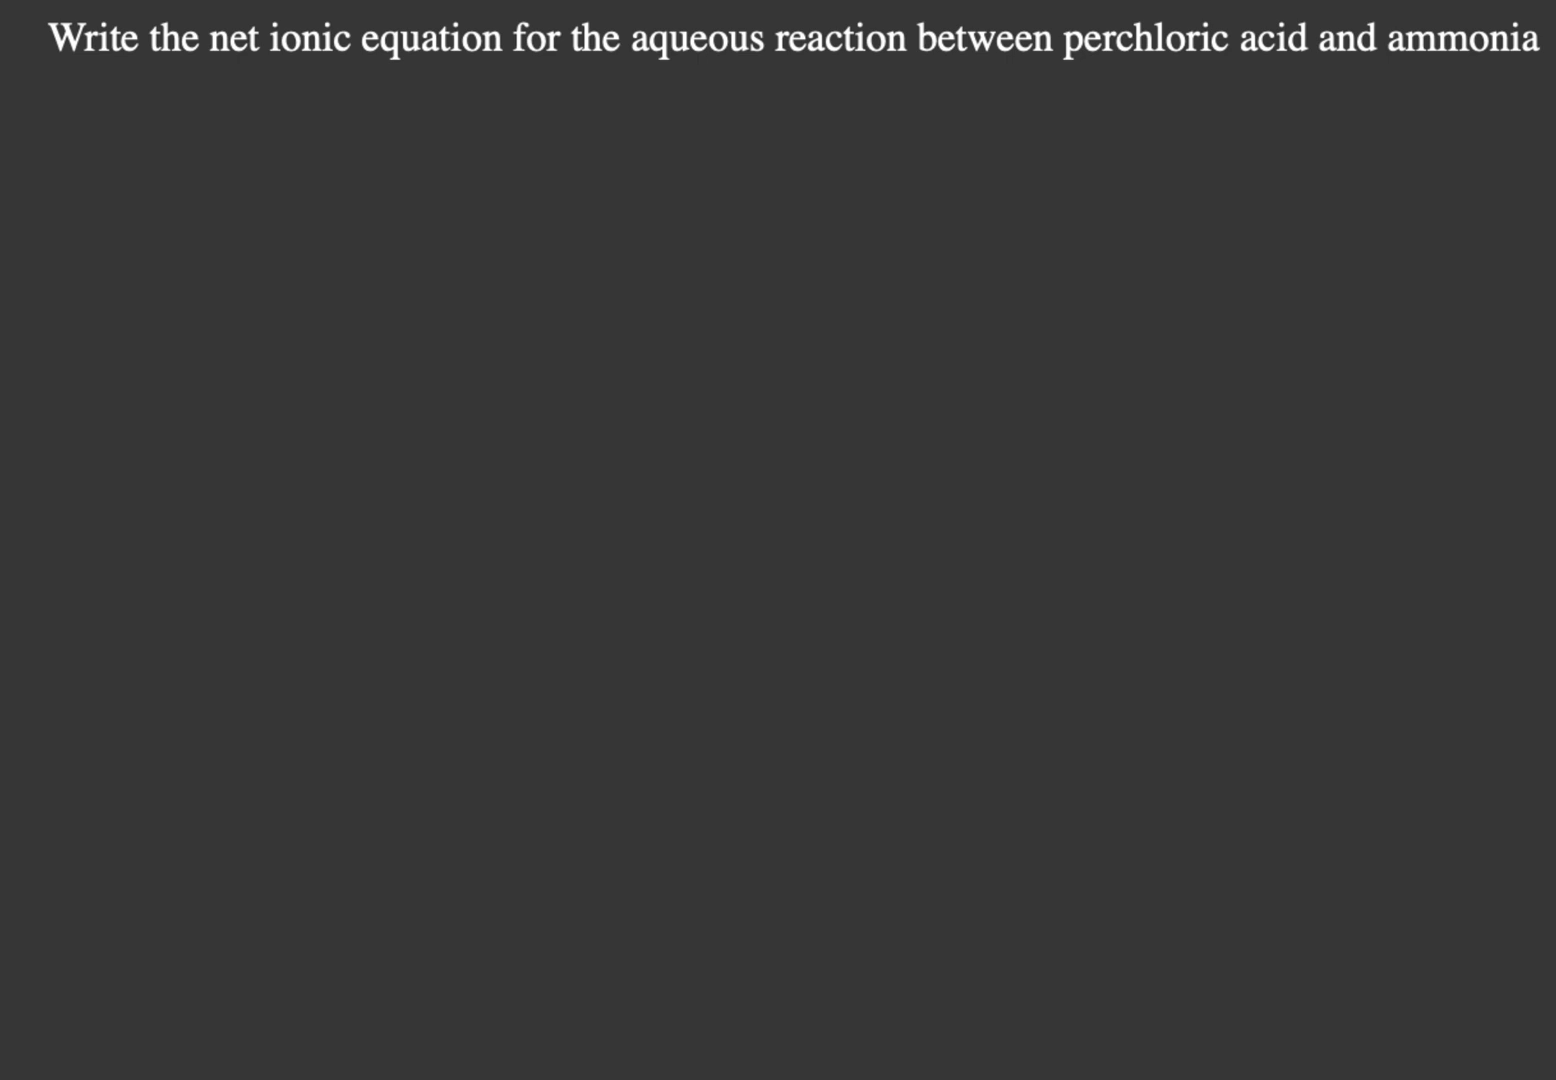 Write the net ionic equation for the aqueous reaction between perchloric acid and ammonia